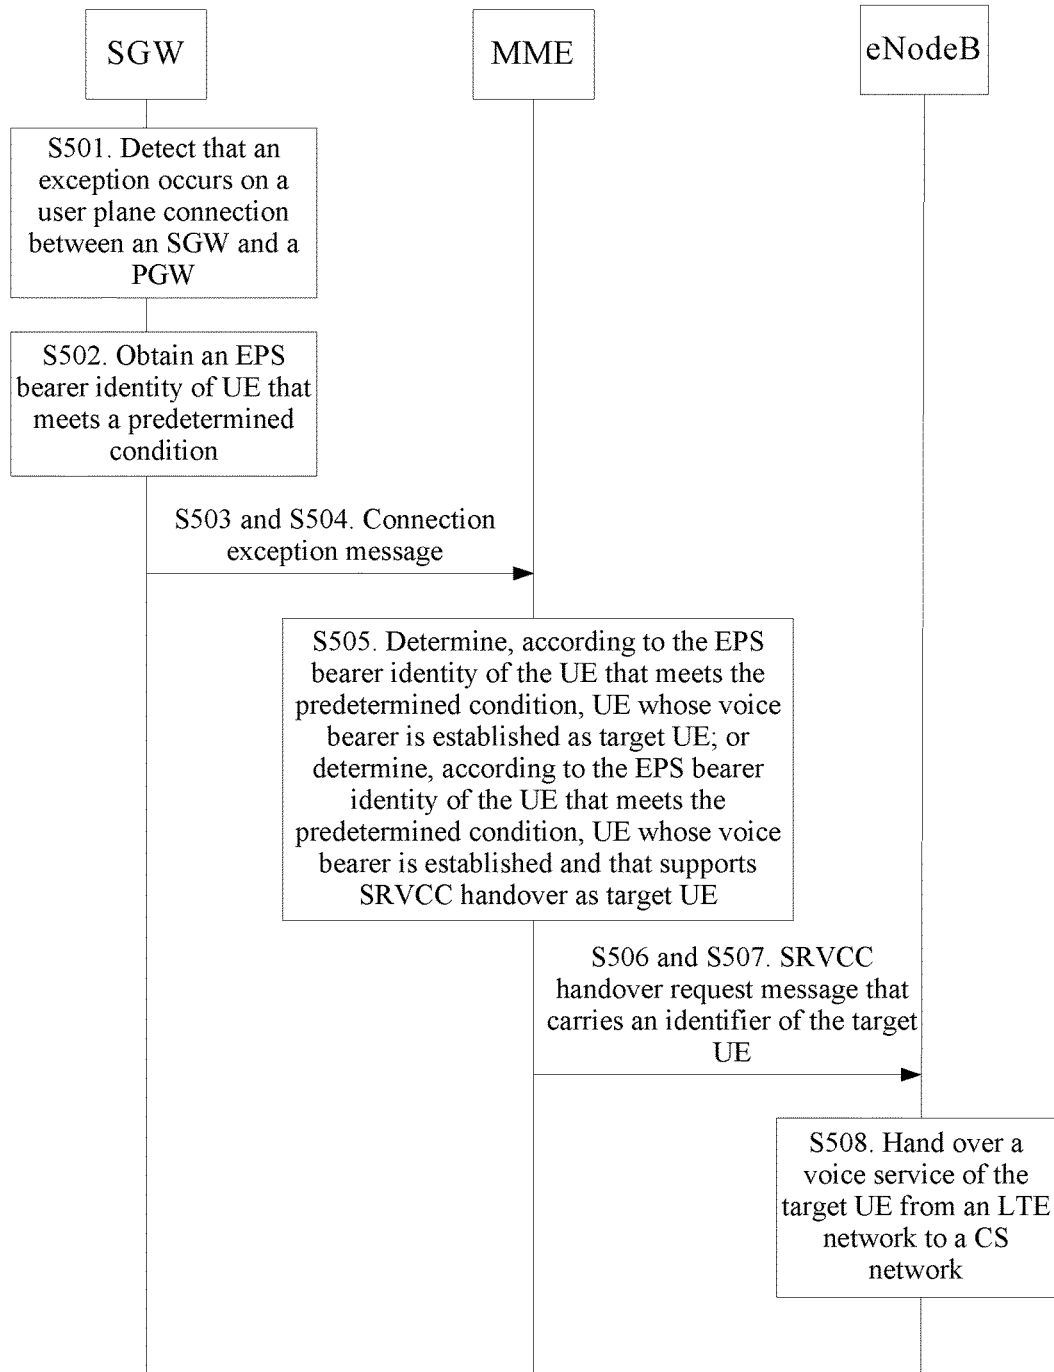 SGW
MME
eNodeB
S501. Detect that an
exception occurs on a
user plane connection
between an SGW and a
PGW
S502. Obtain an EPS
bearer identity of UE that
meets a predetermined
condition
S503 and S504. Connection
exception message
S505. Determine, according to the EPS
bearer identity of the UE that meets the
predetermined condition, UE whose voice
bearer is established as target UE; or
determine, according to the EPS bearer
identity of the UE that meets the
predetermined condition, UE whose voice
bearer is established and that supports
SRVCC handover as target UE
S506 and S507. SRVCC
handover request message that
carries an identifier of the target
UE
S508. Hand over a
voice service of the
target UE from an LTE
network to a CS
network